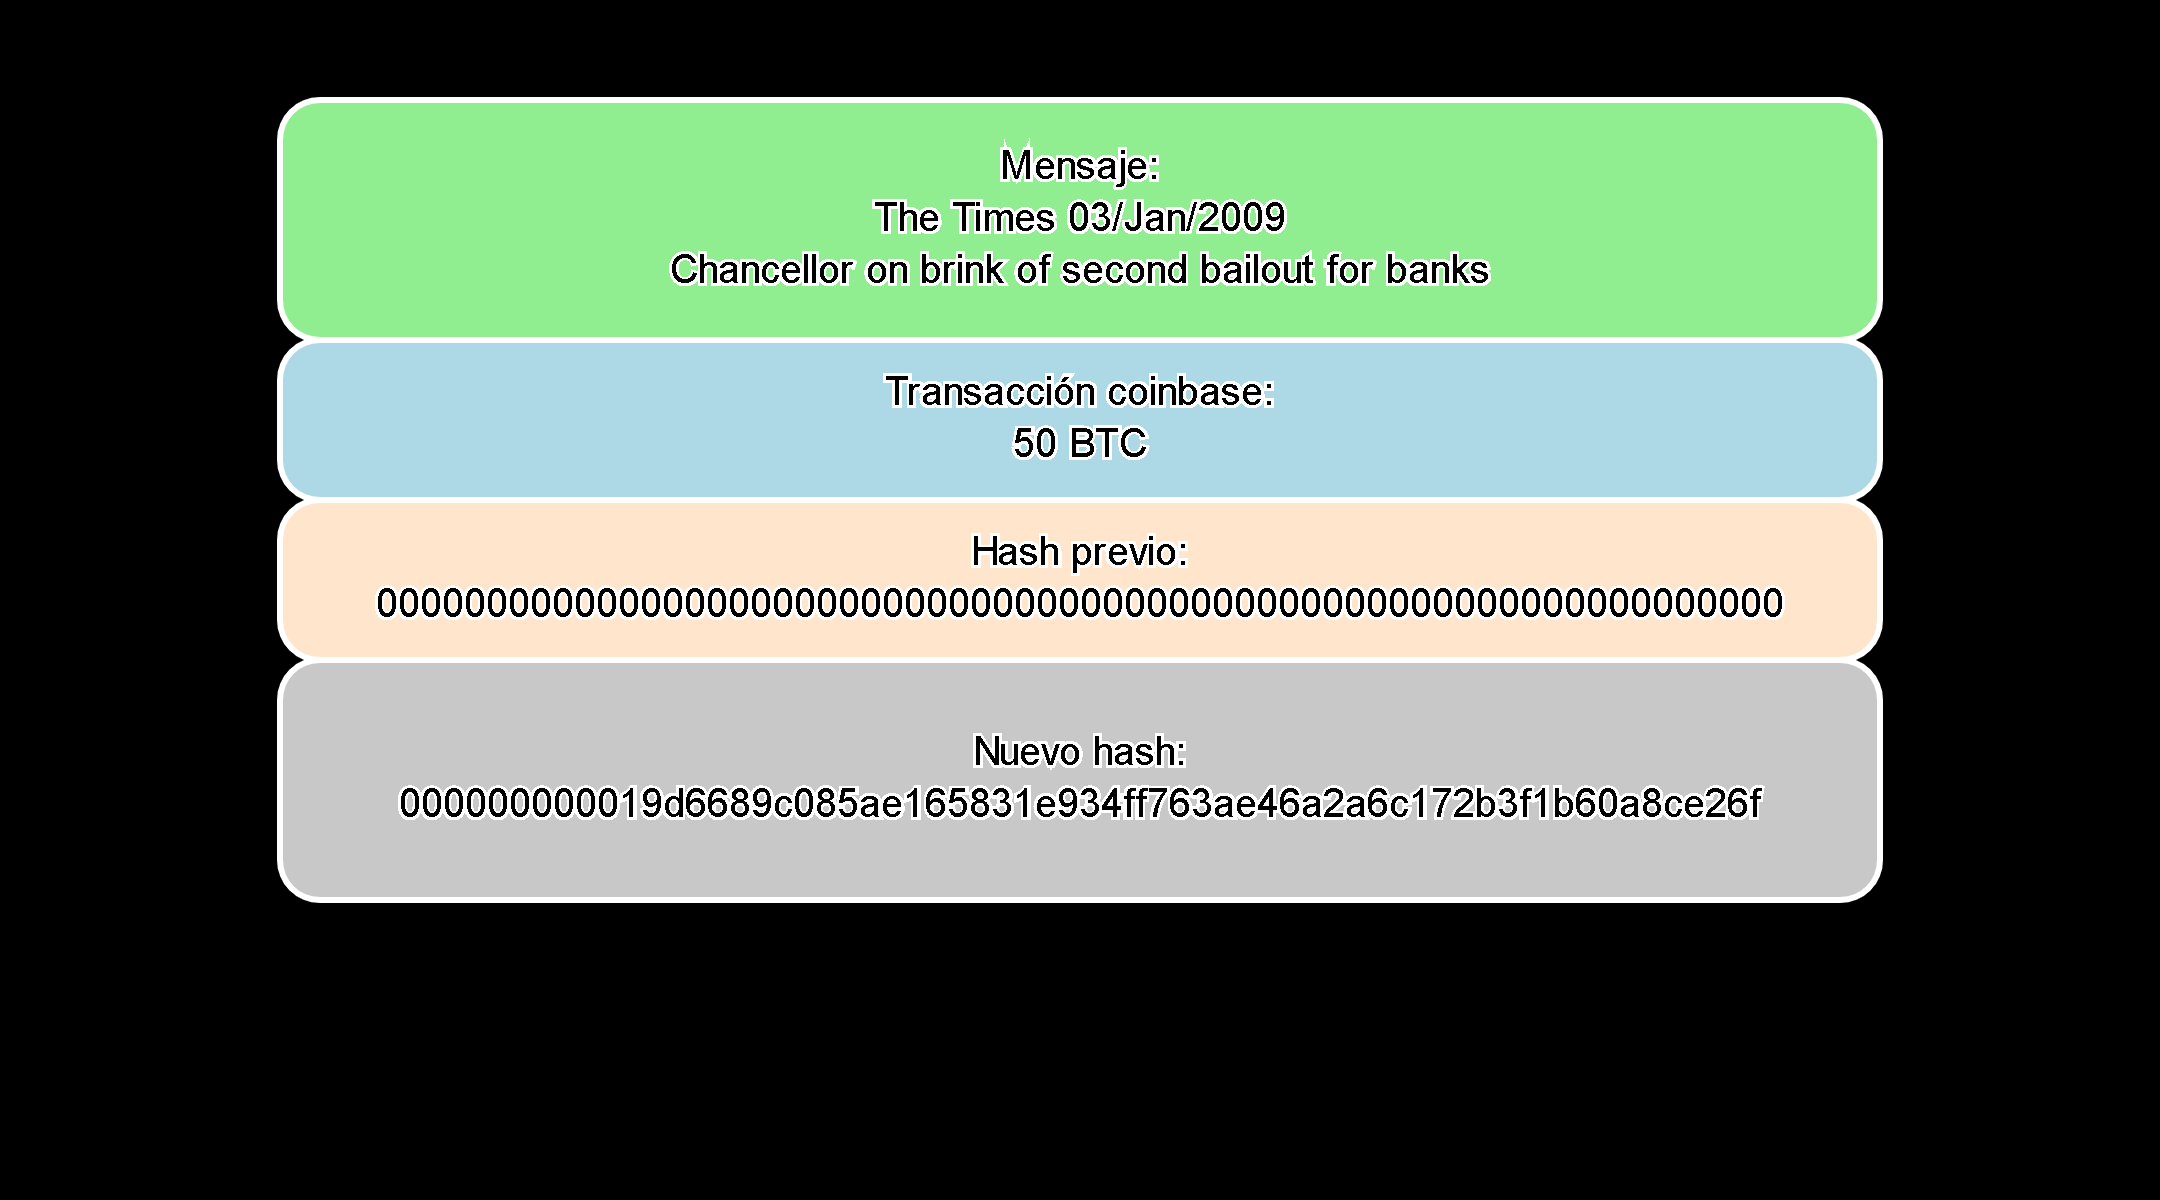 Mensaje:
The Times 03/Jan/2009
Chancellor on brink of second bailout for banks
Transacción coinbase:
50 BTC
Hash previo:
0000000000000000000000000000000000000000000000000000000000000000
Nuevo hash:
000000000019d6689c085ae165831e934ff763ae46a2a6c172b3f1b60a8ce26f